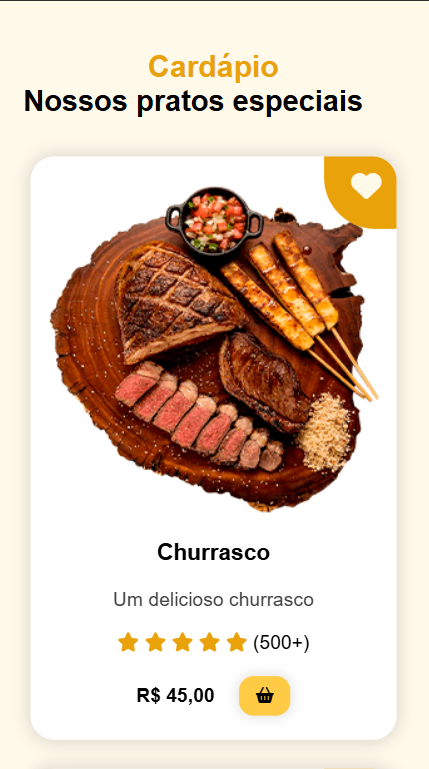 Cardápio
Nossos pratos especiais
Churrasco
Um delicioso churrasco
(500+)
R$ 45,00